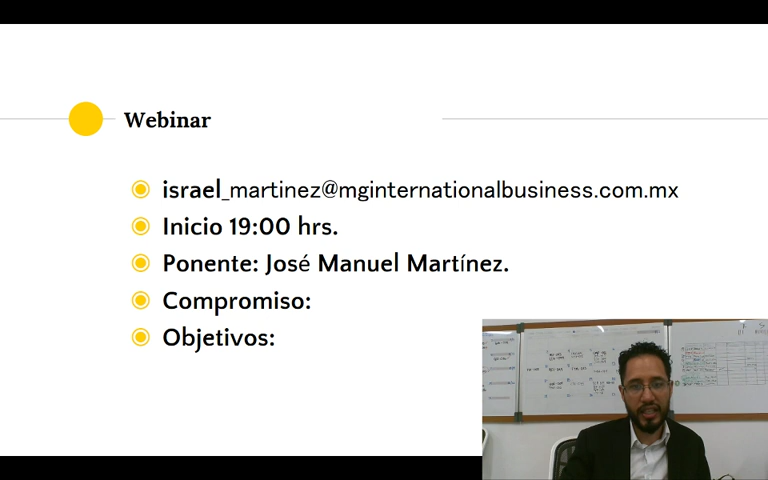 Webinar
israel_martinez@mginternationalbusiness.com.mx
Inicio 19:00 hrs.
Ponente: José Manuel Martínez.
Compromiso:
Objetivos: